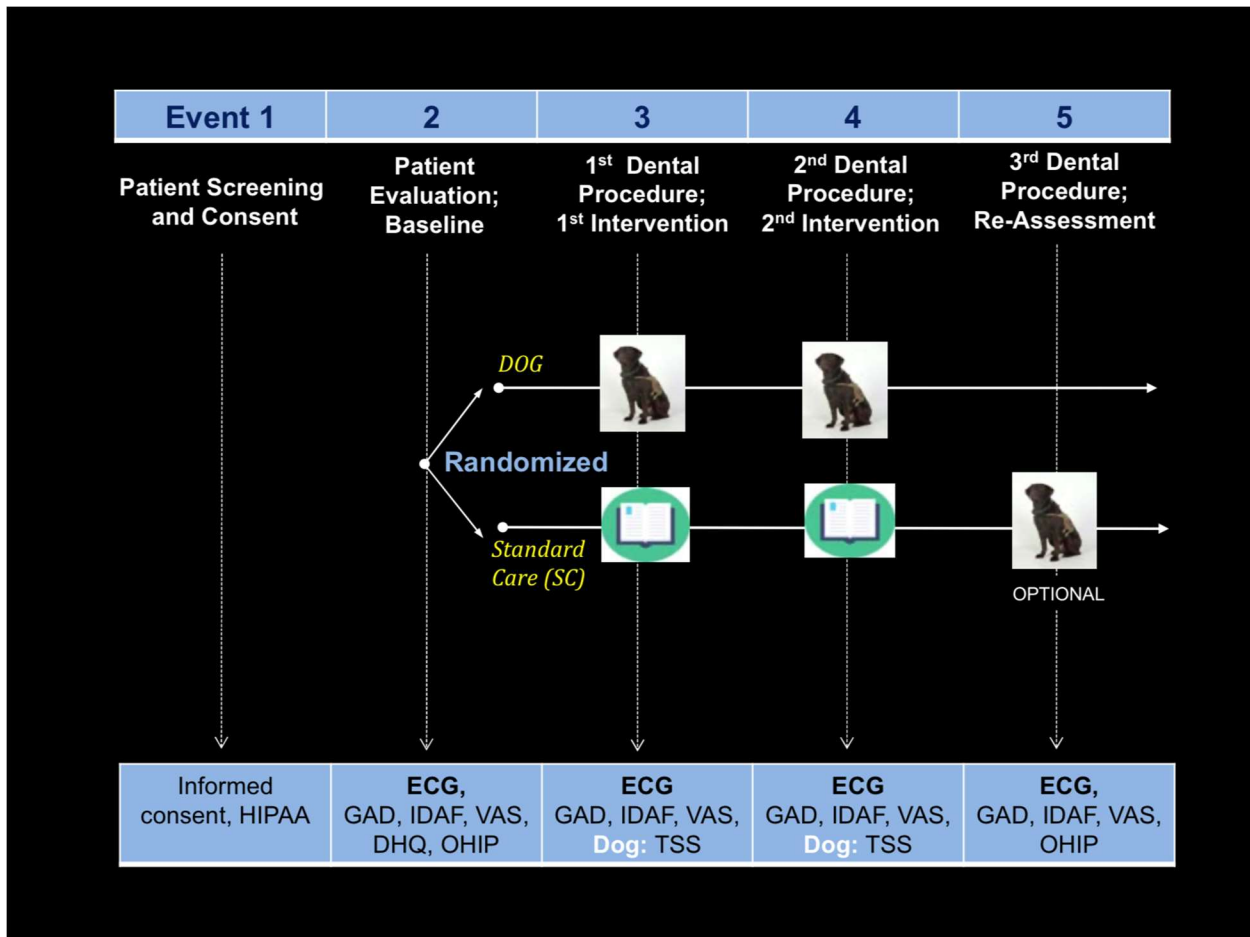 Event 1
2
3
4
5
Patient Screening
and Consent
Patient
Evaluation;
Baseline
1st Dental
Procedure;
1st Intervention
2nd Dental
Procedure;
2nd Intervention
3rd Dental
Procedure;
Re-Assessment
DOG
Randomized
Standard
Care (SC)
OPTIONAL
Informed
consent, HIPAA
ECG,
GAD, IDAF, VAS,
DHQ, OHIP
ECG
GAD, IDAF, VAS,
Dog: TSS
ECG
GAD, IDAF, VAS,
Dog: TSS
ECG,
GAD, IDAF, VAS,
OHIP